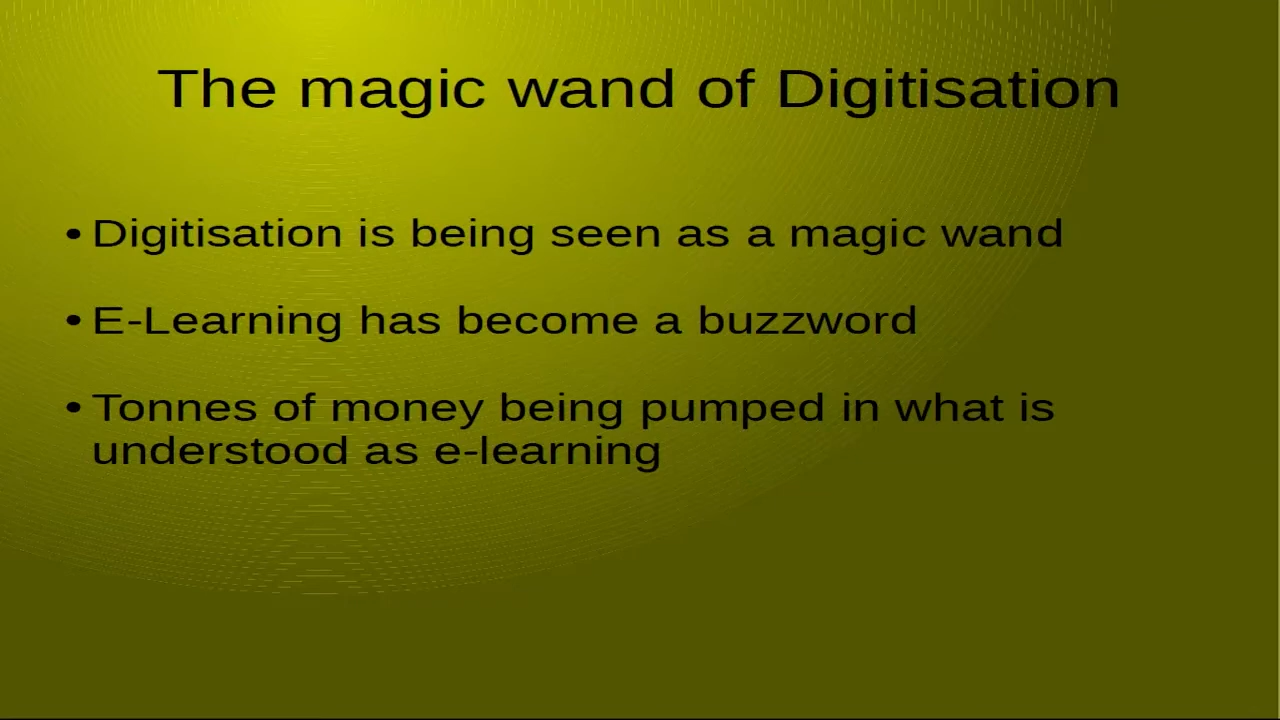 The magic wand of Digitisation
• Digitisation is being seen as a magic wand
• E-Learning has become a buzzword
• Tonnes of money being pumped in what is
understood as e-learning